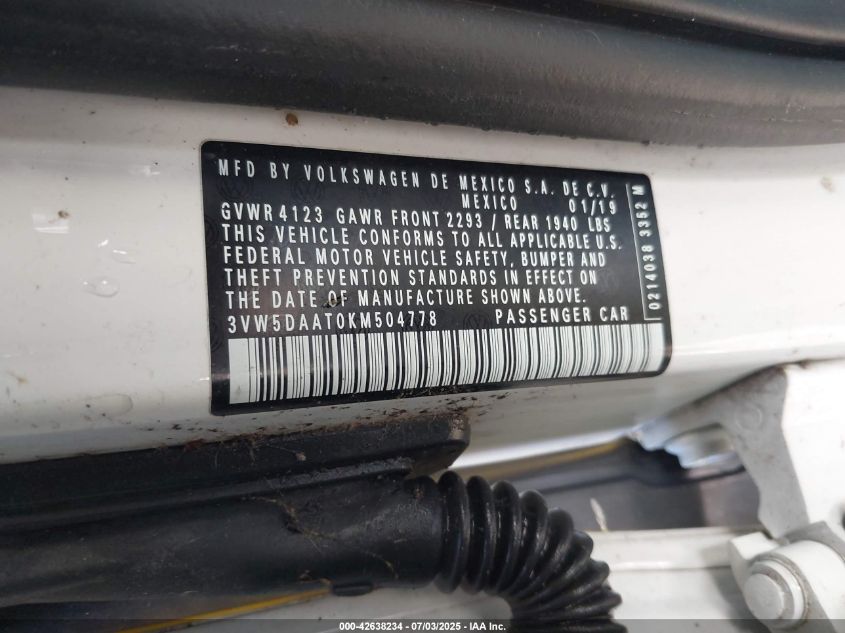 MFD BY VOLKSWAGEN DE MEXICO S.A. DE C.V.
MEXICO 01/19
GVWR 4123 GAWR FRONT 2293 / REAR 1940 LBS
THIS VEHICLE CONFORMS TO ALL APPLICABLE U.S.
FEDERAL MOTOR VEHICLE SAFETY, BUMPER AND
THEFT PREVENTION STANDARDS IN EFFECT ON
THE DATE OF MANUFACTURE SHOWN ABOVE.
3VW5DAAT0KM504778 PASSENGER CAR
0214038 3352 M
000-42638234 - 07/03/2025 - IAA Inc.